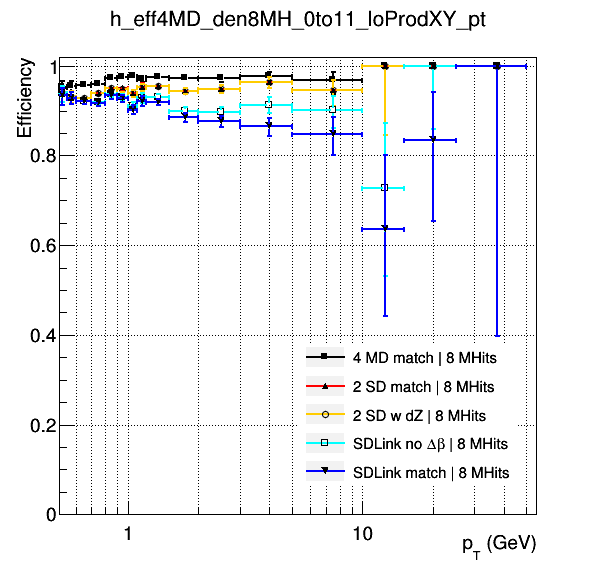 h_eff4MD_den8MH_0to11_loProdXY_pt
Efficiency
1
0.8
0.6
0.4
0.2
0
4 MD match | 8 MHits
2 SD match | 8 MHits
2 SD w dZ | 8 MHits
SDLink no Δβ | 8 MHits
SDLink match | 8 MHits
1
10
p_T (GeV)